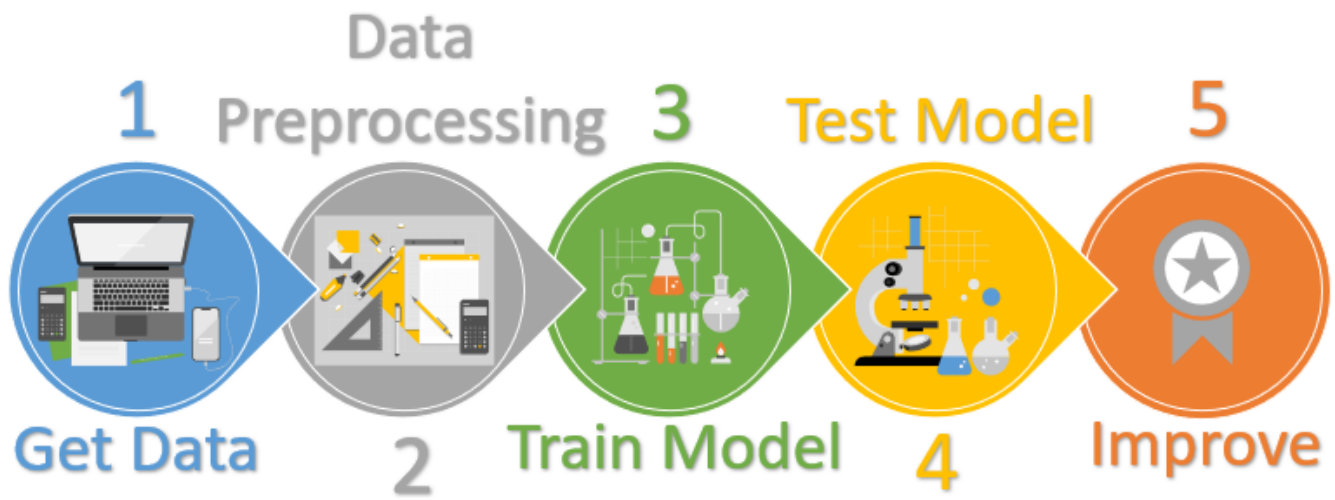 1
Get Data
Data
Preprocessing
2
3
Train Model
Test Model
4
5
Improve